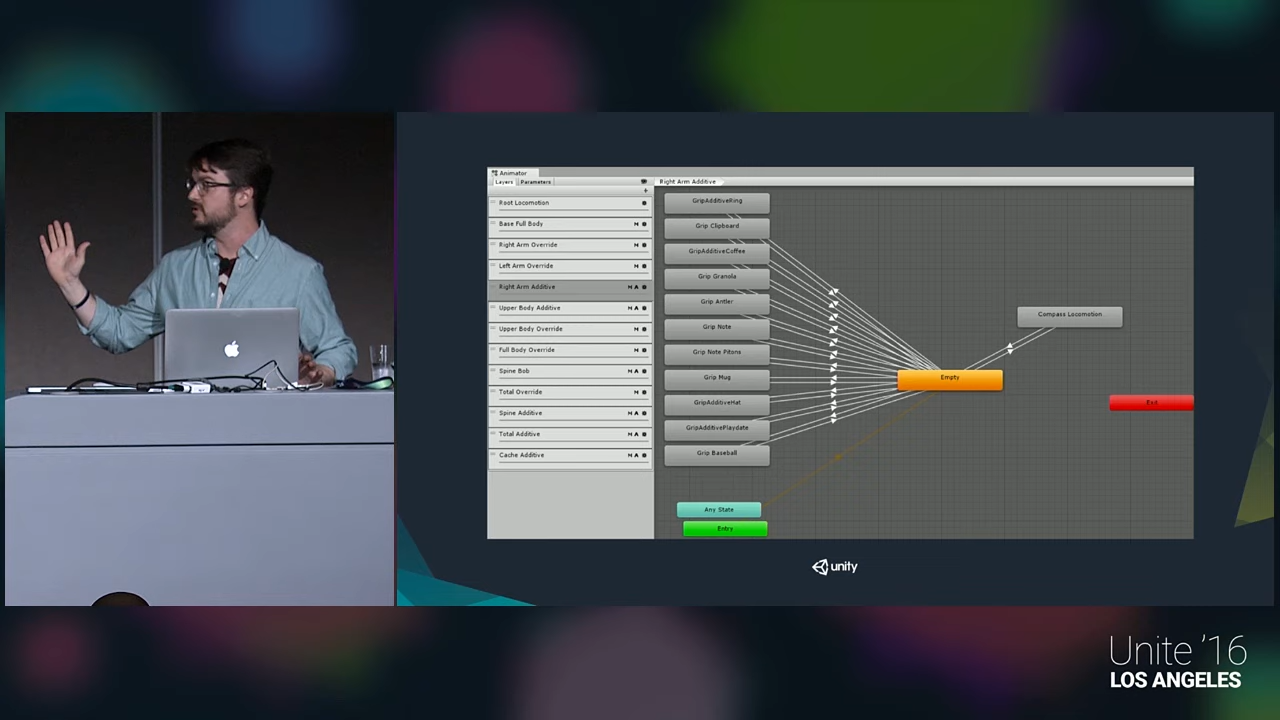 Animator
Layers Parameters
Right Arm Additive
Root Locomotion
Base Full Body M
Right Arm Override M
Left Arm Override M
Right Arm Additive M A
Upper Body Additive M A
Upper Body Override M
Full Body Override M
Spine Bob M A
Total Override M
Spine Additive M A
Total Additive M A
Cache Additive M A
GripAdditiveRing
Grip Clipboard
GripAdditiveCoffee
Grip Granola
Grip Antler
Grip Note
Grip Note Pitons
Grip Mug
GripAdditiveHat
GripAdditivePlaydate
Grip Baseball
Any State
Entry
Empty
Compass Locomotion
Exit
unity
Unite '16
LOS ANGELES